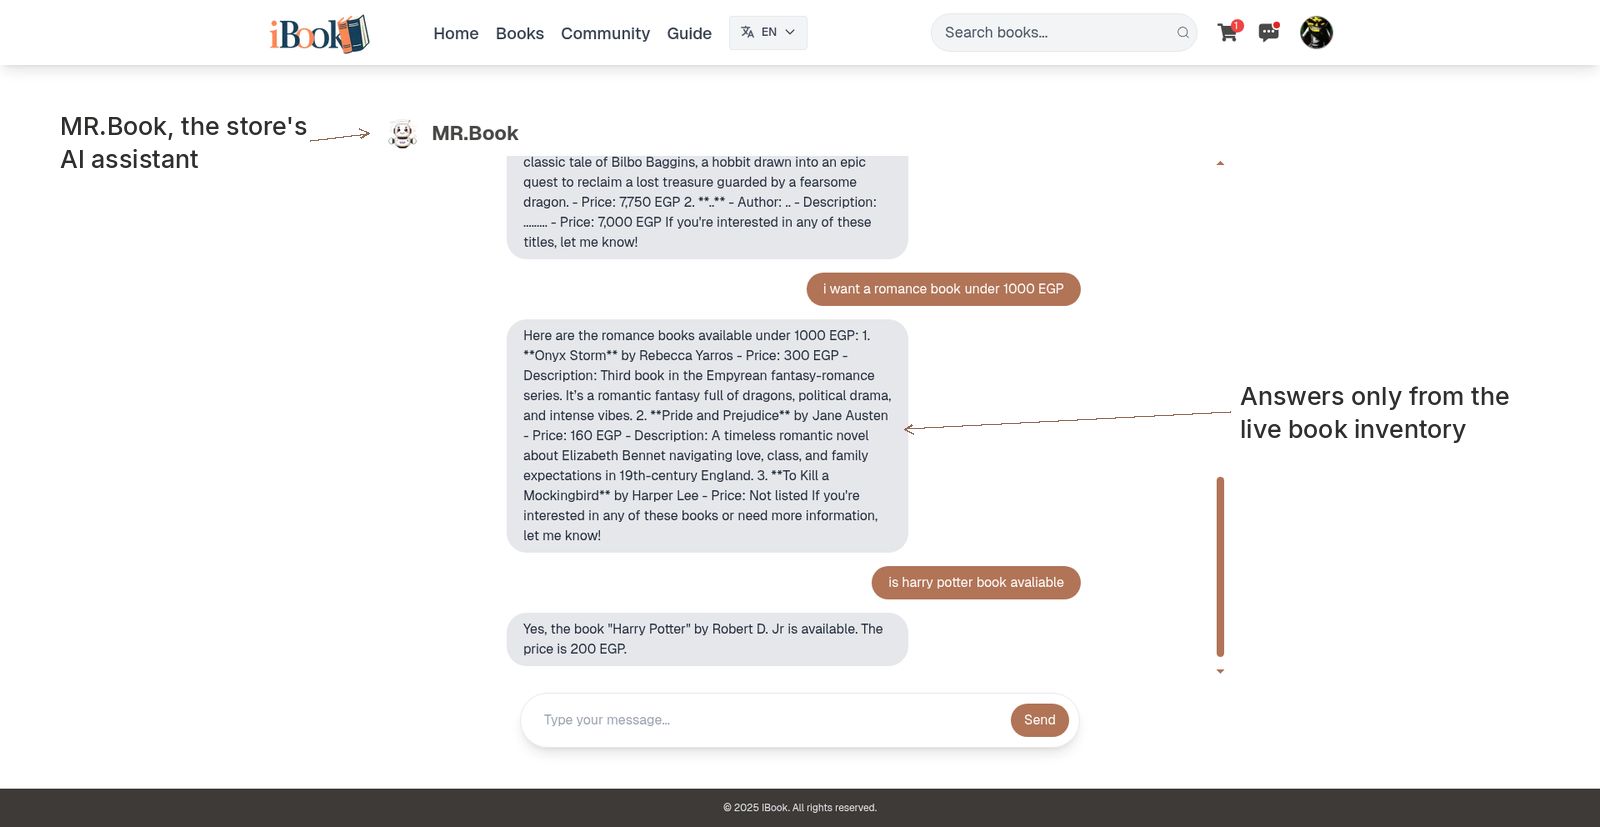 iBook
Home Books Community Guide EN
Search books...
1
MR.Book, the store's
AI assistant
MR.Book
classic tale of Bilbo Baggins, a hobbit drawn into an epic
quest to reclaim a lost treasure guarded by a fearsome
dragon. - Price: 7,750 EGP 2. **..** - Author: .. - Description:
......... - Price: 7,000 EGP If you're interested in any of these
titles, let me know!
i want a romance book under 1000 EGP
Here are the romance books available under 1000 EGP: 1.
**Onyx Storm** by Rebecca Yarros - Price: 300 EGP -
Description: Third book in the Empyrean fantasy-romance
series. It's a romantic fantasy full of dragons, political drama,
and intense vibes. 2. **Pride and Prejudice** by Jane Austen
- Price: 160 EGP - Description: A timeless romantic novel
about Elizabeth Bennet navigating love, class, and family
expectations in 19th-century England. 3. **To Kill a
Mockingbird** by Harper Lee - Price: Not listed If you're
interested in any of these books or need more information,
let me know!
Answers only from the
live book inventory
is harry potter book avaliable
Yes, the book "Harry Potter" by Robert D. Jr is available. The
price is 200 EGP.
Type your message...
Send
© 2025 IBook. All rights reserved.